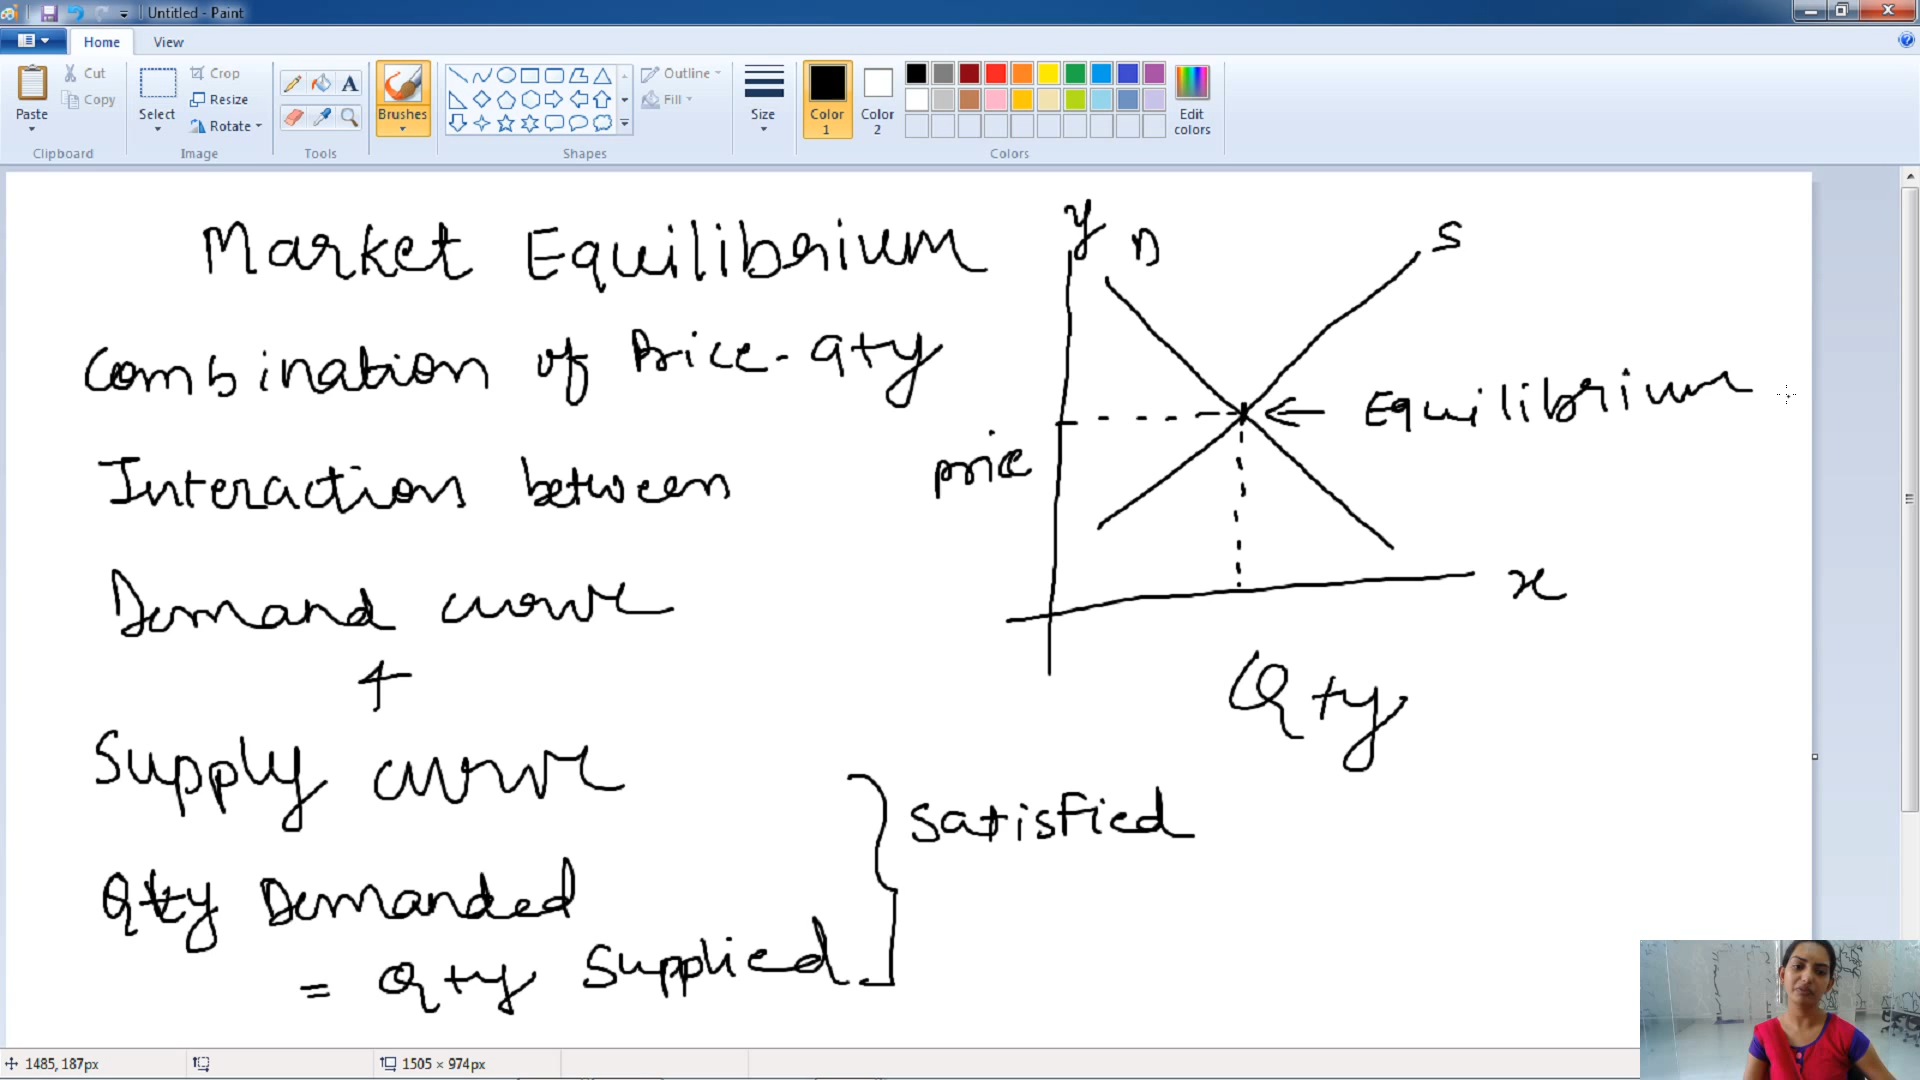 Untitled - Paint
Home View
Paste Cut Copy
Clipboard
Select Crop Resize Rotate
Image
Tools
Brushes
Shapes
Outline Fill
Size
Color 1 Color 2
Edit colors
Colors
Market Equilibrium
Combination of Price-qty
Interaction between
Demand curve
+
Supply curve
Qty Demanded
= Qty Supplied
satisfied
y D S
Equilibrium
price
x
Qty
1485, 187px
1505 × 974px